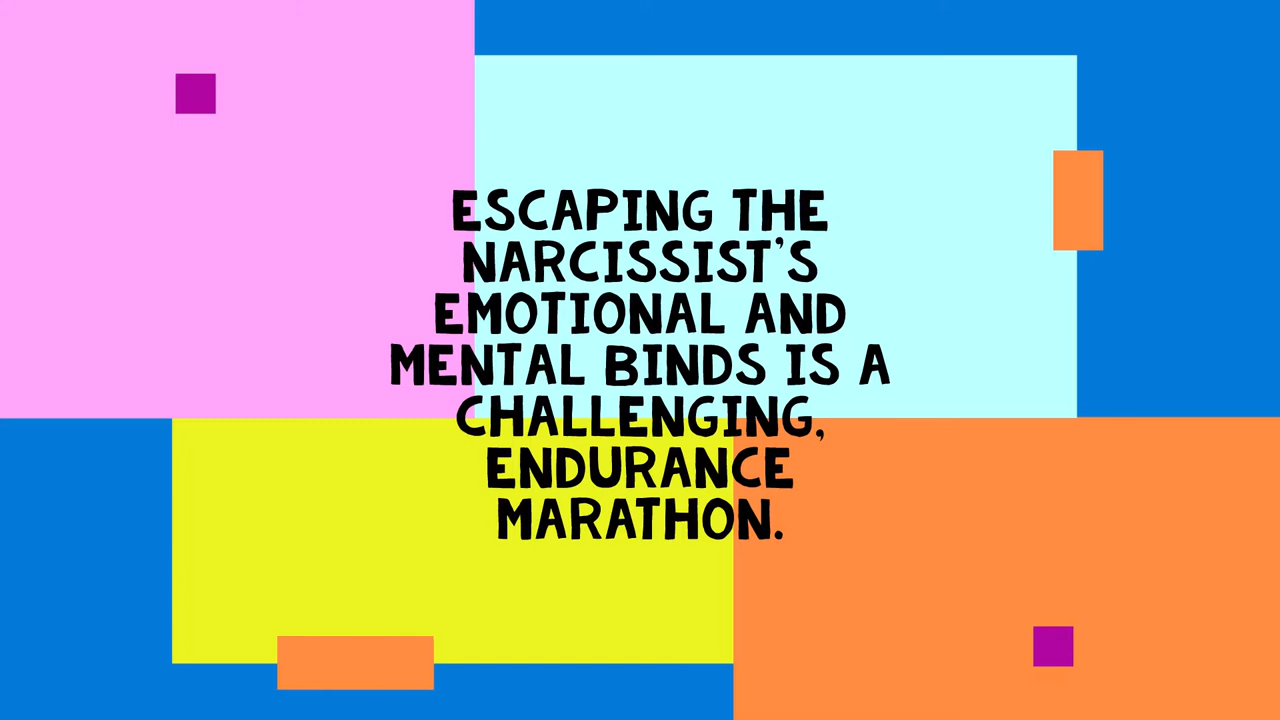 ESCAPING THE
NARCISSIST'S
EMOTIONAL AND
MENTAL BINDS IS A
CHALLENGING,
ENDURANCE
MARATHON.